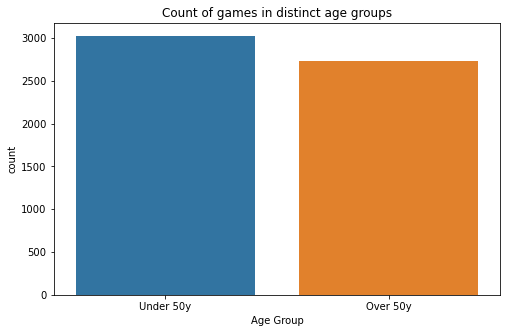 Count of games in distinct age groups
3000
2500
2000
1500
1000
500
0
count
Under 50y
Over 50y
Age Group